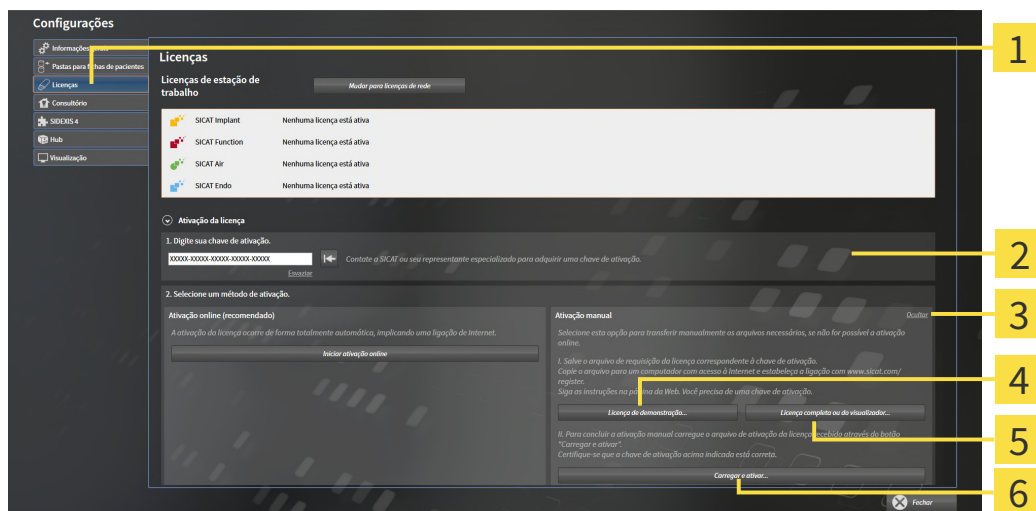 Configurações
Informações gerais
Pastas para fichas de pacientes
Licenças
Consultório
SIDEXIS 4
Hub
Visualização
Licenças
Licenças de estação de
trabalho
Mudar para licenças de rede
SICAT Implant Nenhuma licença está ativa
SICAT Function Nenhuma licença está ativa
SICAT Air Nenhuma licença está ativa
SICAT Endo Nenhuma licença está ativa
Ativação da licença
1. Digite sua chave de ativação.
XXXXX-XXXXX-XXXXX-XXXXX-XXXXX
Contate a SICAT ou seu representante especializado para adquirir uma chave de ativação.
Esvaziar
2. Selecione um método de ativação.
Ativação online (recomendado)
A ativação da licença ocorre de forma totalmente automática, implicando uma ligação de Internet.
Iniciar ativação online
Ativação manual
Ocultar
Selecione esta opção para transferir manualmente os arquivos necessários, se não for possível a ativação
online.
I. Salve o arquivo de requisição da licença correspondente à chave de ativação.
Copie o arquivo para um computador com acesso à Internet e estabeleça a ligação com www.sicat.com/
register.
Siga as instruções na página da Web. Você precisa de uma chave de ativação.
Licença de demonstração...
Licença completa ou do visualizador...
II. Para concluir a ativação manual carregue o arquivo de ativação da licença recebido através do botão
"Carregar e ativar".
Certifique-se que a chave de ativação acima indicada está correta.
Carregar e ativar...
Fechar
1
2
3
4
5
6